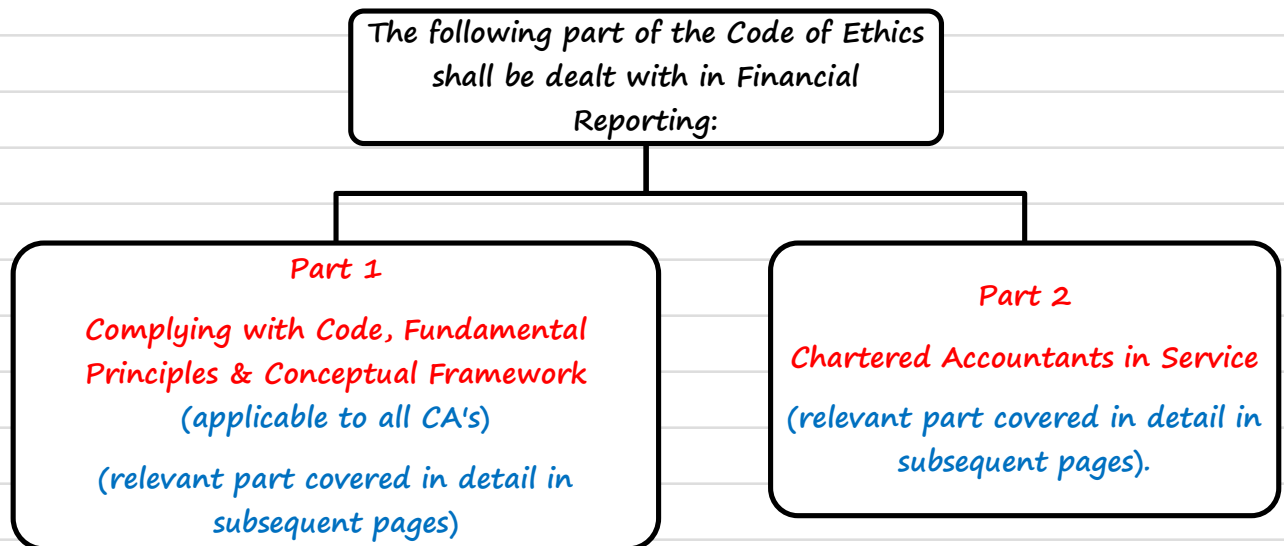 The following part of the Code of Ethics
shall be dealt with in Financial
Reporting:
Part 1
Complying with Code, Fundamental
Principles & Conceptual Framework
(applicable to all CA's)
(relevant part covered in detail in
subsequent pages)
Part 2
Chartered Accountants in Service
(relevant part covered in detail in
subsequent pages).